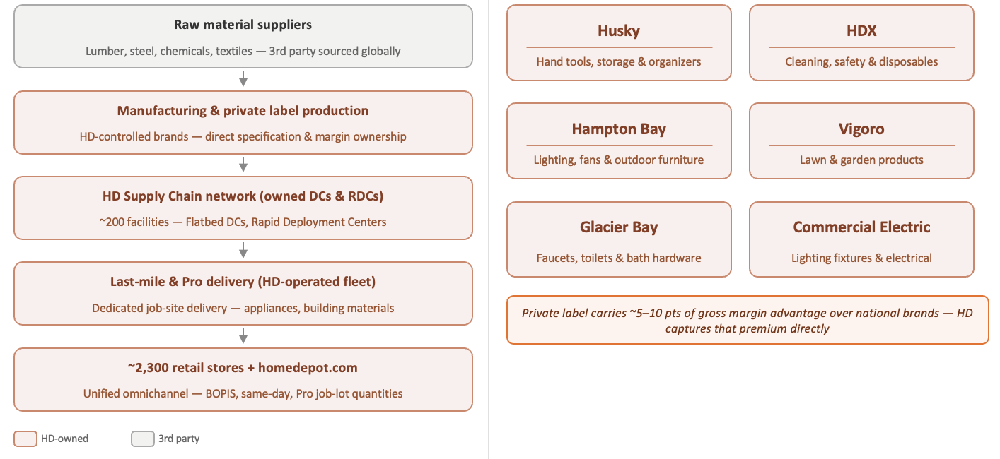 Raw material suppliers
Lumber, steel, chemicals, textiles — 3rd party sourced globally
Manufacturing & private label production
HD-controlled brands — direct specification & margin ownership
HD Supply Chain network (owned DCs & RDCs)
~200 facilities — Flatbed DCs, Rapid Deployment Centers
Last-mile & Pro delivery (HD-operated fleet)
Dedicated job-site delivery — appliances, building materials
~2,300 retail stores + homedepot.com
Unified omnichannel — BOPIS, same-day, Pro job-lot quantities
HD-owned
3rd party
Husky
Hand tools, storage & organizers
HDX
Cleaning, safety & disposables
Hampton Bay
Lighting, fans & outdoor furniture
Vigoro
Lawn & garden products
Glacier Bay
Faucets, toilets & bath hardware
Commercial Electric
Lighting fixtures & electrical
Private label carries ~5–10 pts of gross margin advantage over national brands — HD
captures that premium directly